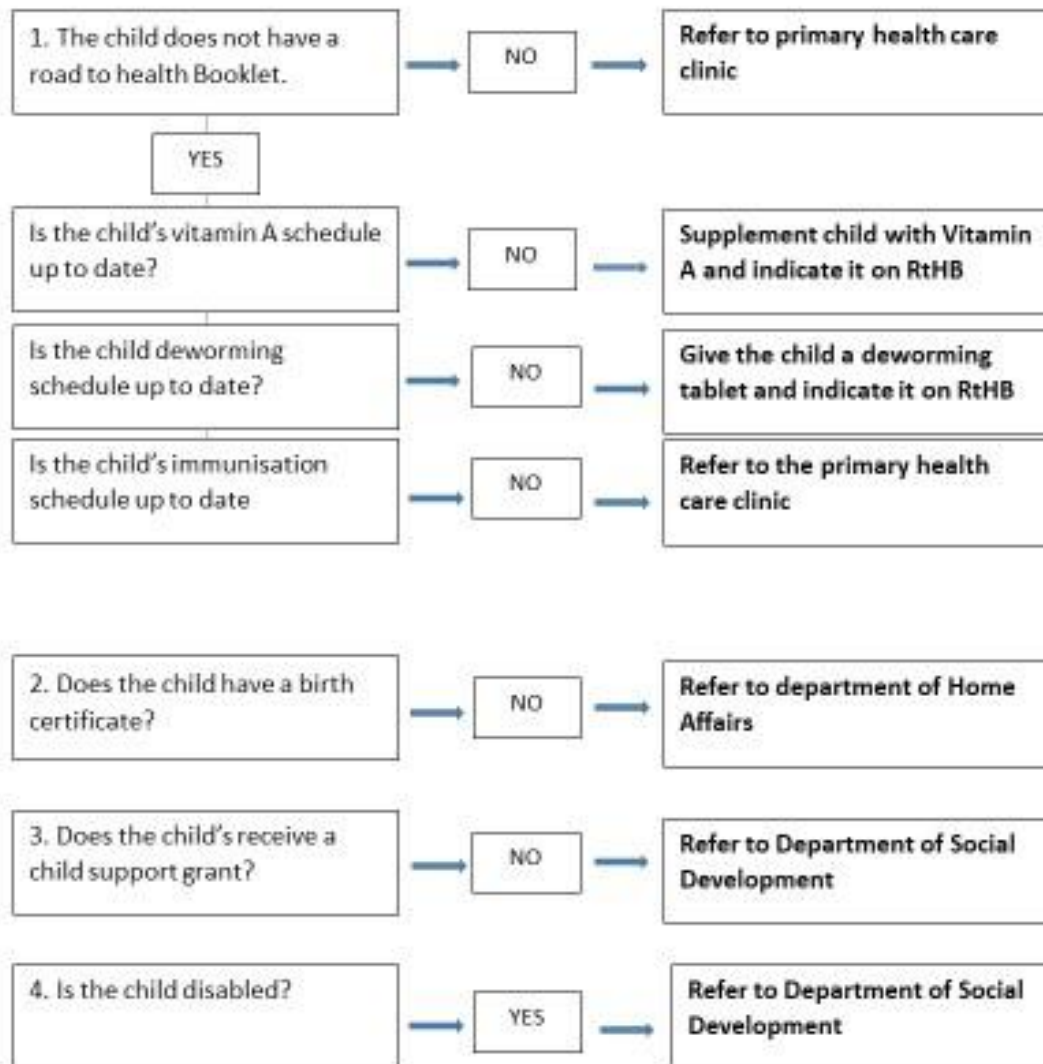 1. The child does not have a
road to health Booklet.
NO
Refer to primary health care
clinic
YES
Is the child's vitamin A schedule
up to date?
NO
Supplement child with Vitamin
A and indicate it on RtHB
Is the child deworming
schedule up to date?
NO
Give the child a deworming
tablet and indicate it on RtHB
Is the child's immunisation
schedule up to date
NO
Refer to the primary health
care clinic
2. Does the child have a birth
certificate?
NO
Refer to department of Home
Affairs
3. Does the child's receive a
child support grant?
NO
Refer to Department of Social
Development
4. Is the child disabled?
YES
Refer to Department of Social
Development